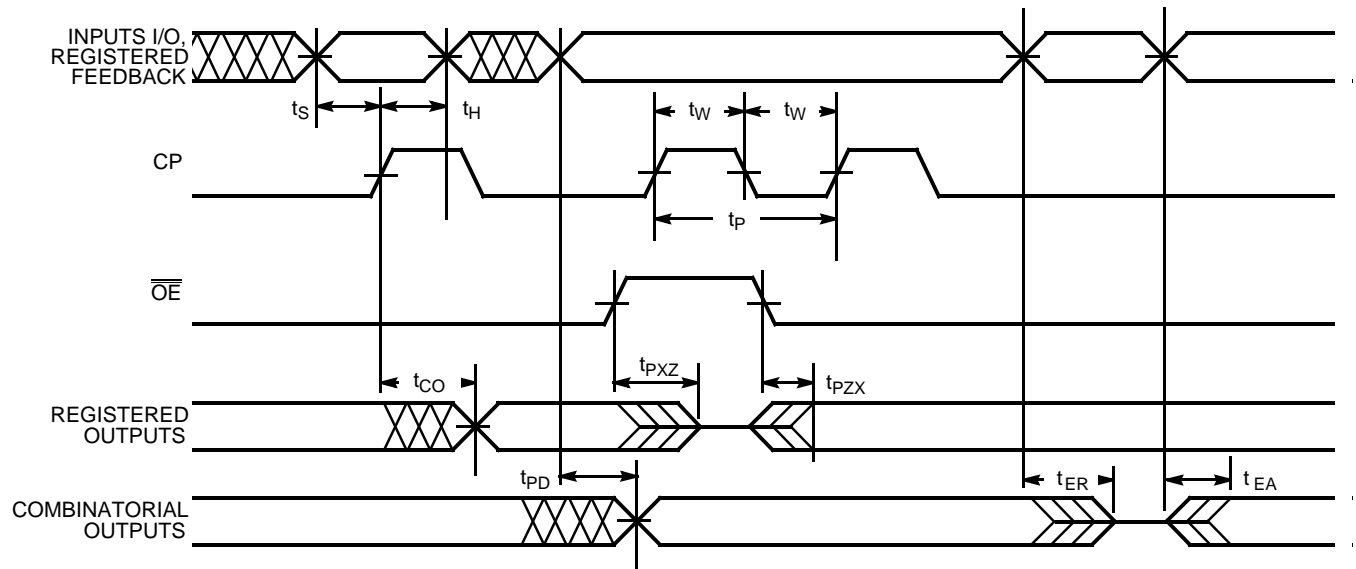 INPUTS I/O,
REGISTERED
FEEDBACK
tS
tH
tW
tW
CP
tP
OE
tCO
tPXZ
tPZX
REGISTERED
OUTPUTS
tPD
tER
tEA
COMBINATORIAL
OUTPUTS